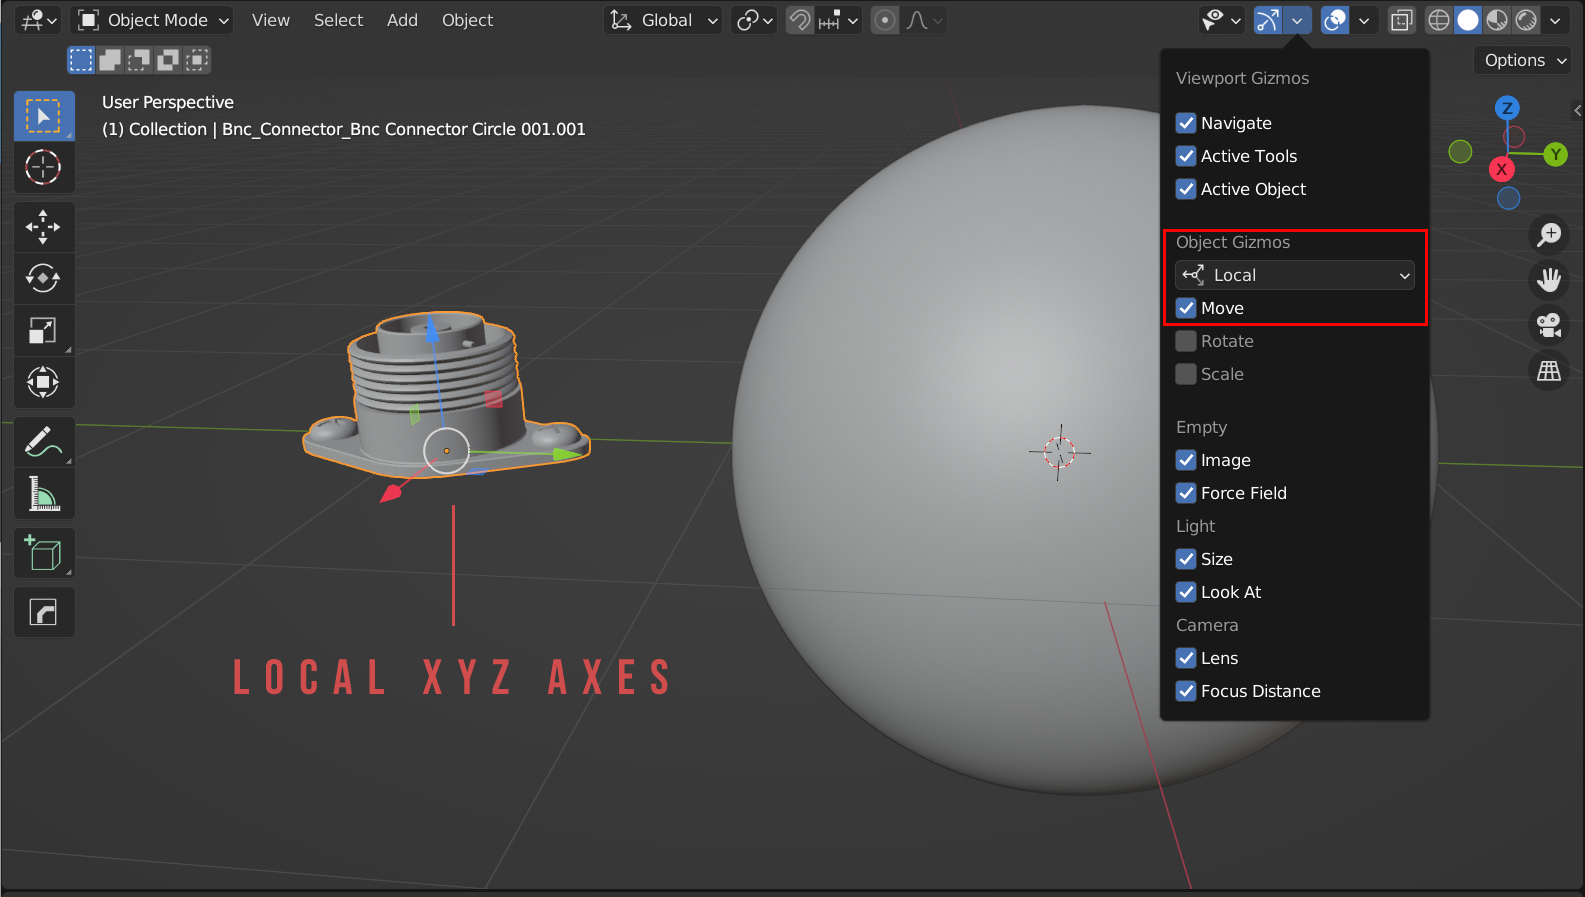 Object Mode View Select Add Object Global
Options
User Perspective
(1) Collection | Bnc_Connector_Bnc Connector Circle 001.001
Viewport Gizmos
Navigate
Active Tools
Active Object
Object Gizmos
Local
Move
Rotate
Scale
Empty
Image
Force Field
Light
Size
Look At
Camera
Lens
Focus Distance
Z
Y
X
LOCAL XYZ AXES